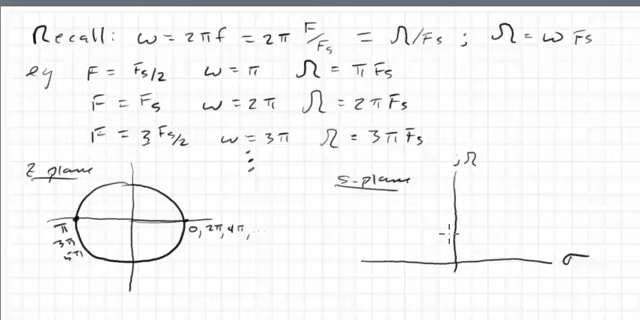 Recall: ω = 2πf = 2π F/Fs = Ω/Fs ; Ω = ω Fs
eg F = Fs/2 ω = π Ω = π Fs
F = Fs ω = 2π Ω = 2π Fs
F = 3 Fs/2 ω = 3π Ω = 3π Fs
⋮
Z plane
π
3π
5π
0, 2π, 4π, ...
s-plane
Ω
σ